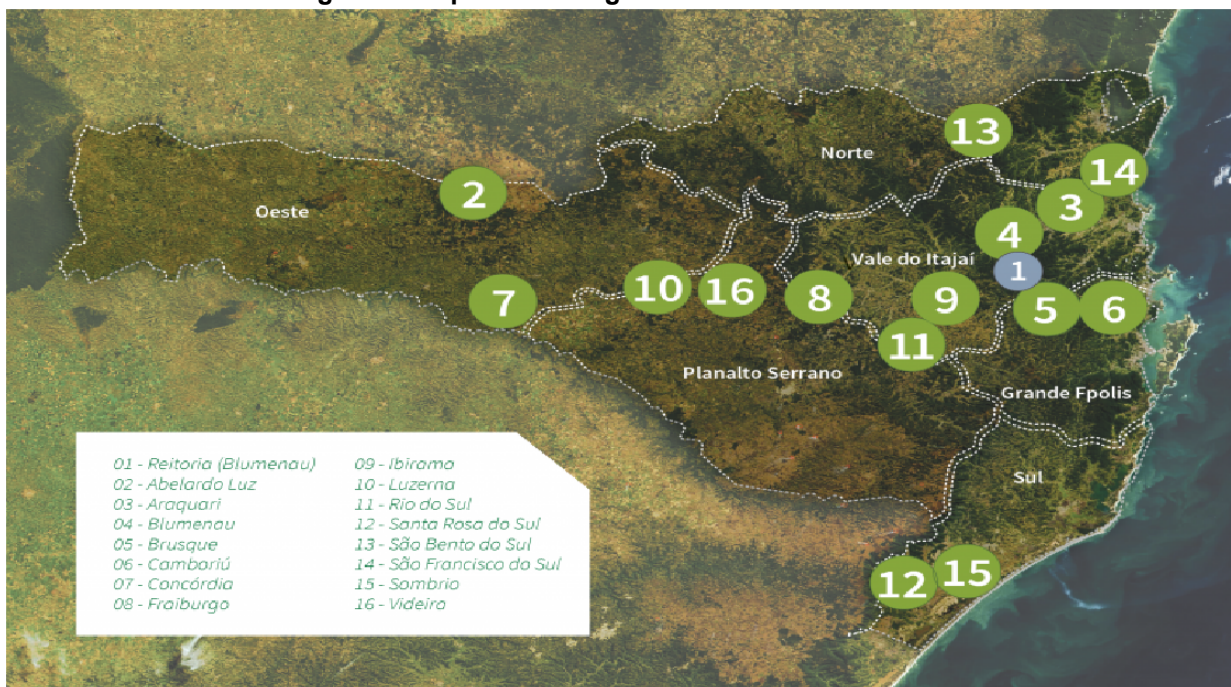 13
Norte
14
2
3
Oeste
4
Vale do Itajaí
1
10
16
8
9
7
5
6
11
Planalto Serrano
Grande Fpolis
Sul
12
15
01 - Reitoria (Blumenau)
02 - Abelardo Luz
03 - Araquari
04 - Blumenau
05 - Brusque
06 - Camboriú
07 - Concórdia
08 - Fraiburgo
09 - Ibirama
10 - Luzerna
11 - Rio do Sul
12 - Santa Rosa do Sul
13 - São Bento do Sul
14 - São Francisco do Sul
15 - Sombrio
16 - Videira